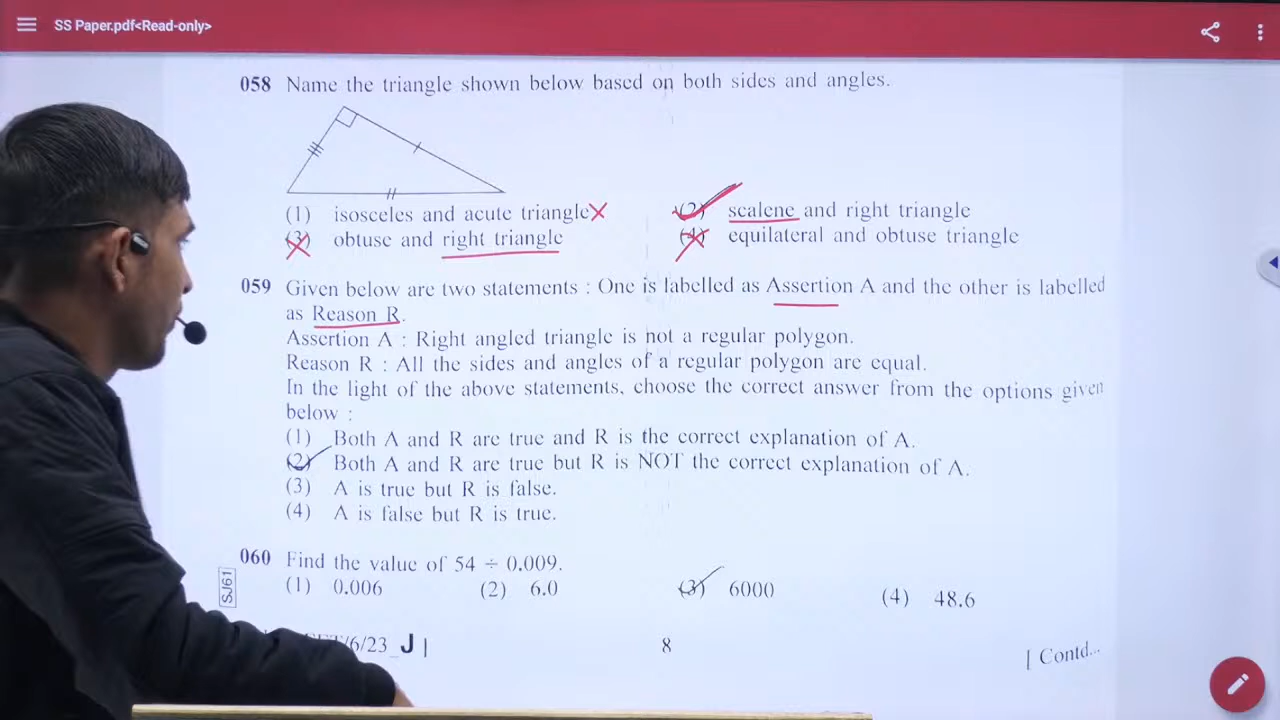 SS Paper.pdf<Read-only>
058 Name the triangle shown below based on both sides and angles.
(1) isosceles and acute triangle (2) scalene and right triangle
(3) obtuse and right triangle (4) equilateral and obtuse triangle
059 Given below are two statements : One is labelled as Assertion A and the other is labelled
as Reason R.
Assertion A : Right angled triangle is not a regular polygon.
Reason R : All the sides and angles of a regular polygon are equal.
In the light of the above statements, choose the correct answer from the options given
below :
(1) Both A and R are true and R is the correct explanation of A.
(2) Both A and R are true but R is NOT the correct explanation of A.
(3) A is true but R is false.
(4) A is false but R is true.
060 Find the value of 54 ÷ 0.009.
(1) 0.006 (2) 6.0 (3) 6000 (4) 48.6
SJ61
/6/23_J | 8 [ Contd...